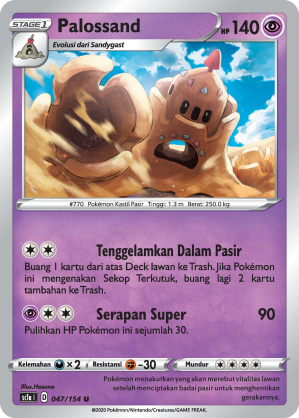 STAGE 1
Palossand
HP 140
Evolusi dari Sandygast
#770 Pokémon Kastil Pasir Tinggi: 1.3 m Berat: 250.0 kg
Tenggelamkan Dalam Pasir
Buang 1 kartu dari atas Deck lawan ke Trash. Jika Pokémon
ini mengenakan Sekop Terkutuk, buang lagi 2 kartu
tambahan ke Trash.
Serapan Super 90
Pulihkan HP Pokémon ini sejumlah 30.
Kelemahan ×2 Resistansi -30 Mundur
Illus. Hasuno
sc1a I D 047/154 U
Pokémon menakutkan yang akan merebut vitalitas lawan
setelah menciptakan badai pasir untuk menghentikan gerak
lawannya.
©2020 Pokémon/Nintendo/Creatures/GAME FREAK.